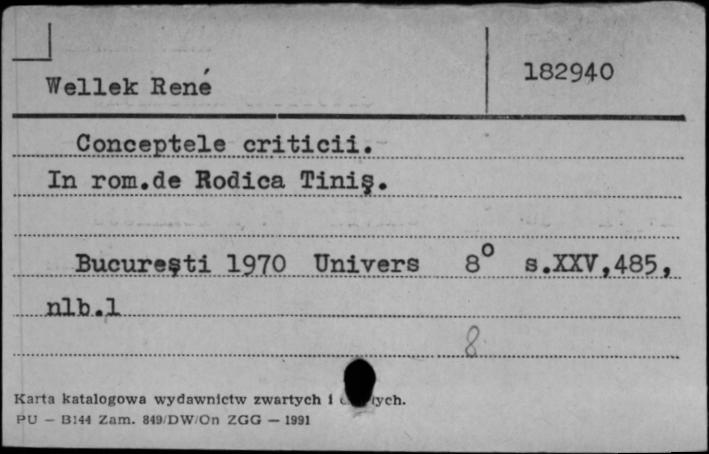 Wellek René
182940
Conceptele criticii.
In rom.de Rodica Tiniş.
Bucureşti 1970 Univers 8° s.XXV,485,
nlb.1
8
Karta katalogowa wydawnictw zwartych i
PU — B144 Zam. 849/DW/On ZGG — 1991